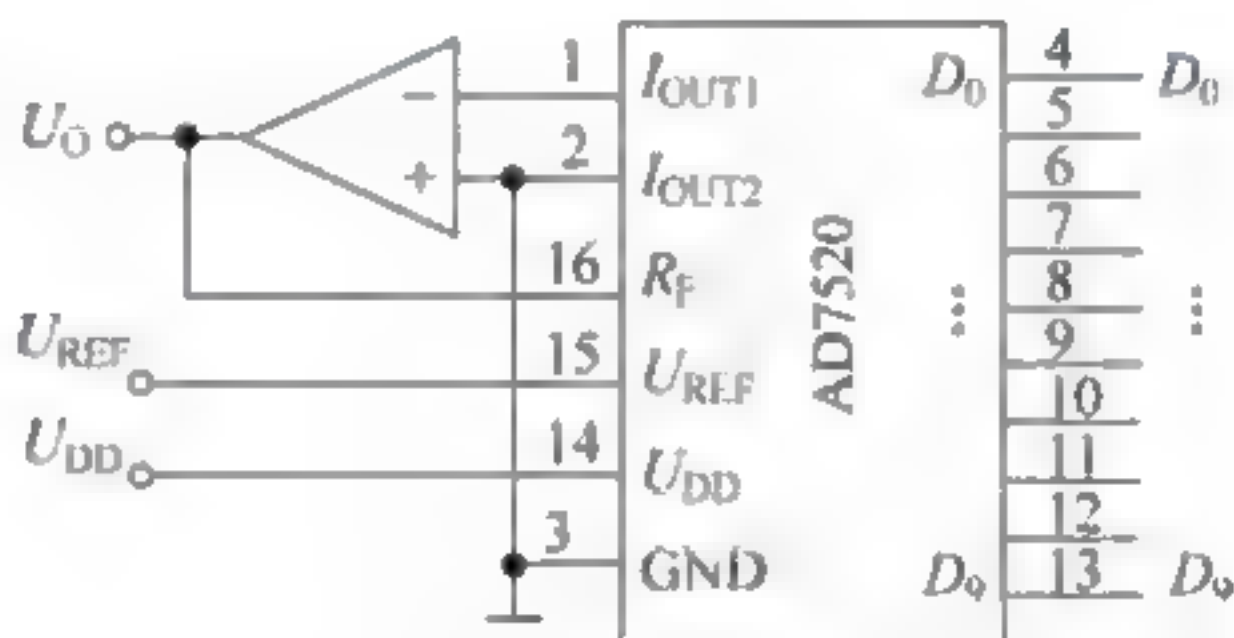 1 I_OUT1 D_0 4 D_0
5
U_O
− 2
+ I_OUT2 6
7
16 R_F AD7520 8
U_REF 15 U_REF 9
10
U_DD 14 U_DD 11
12
3 GND D_9 13 D_9